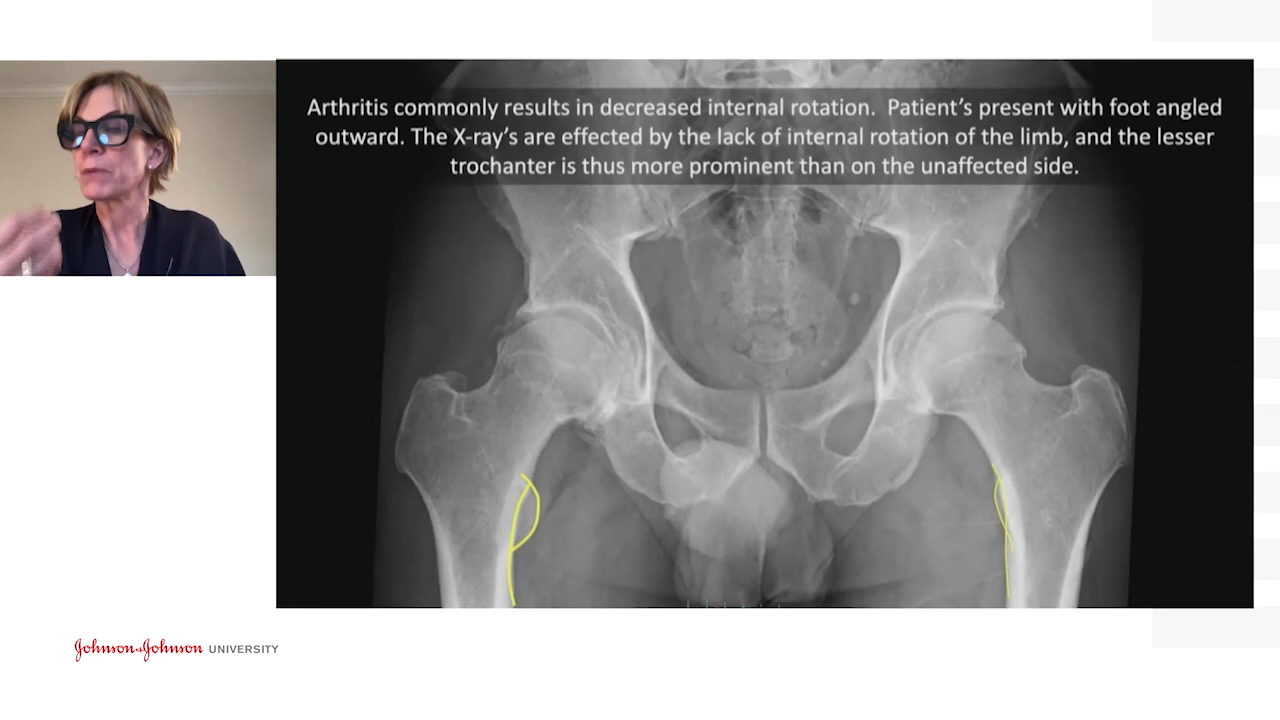 Arthritis commonly results in decreased internal rotation.  Patient's present with foot angled
outward. The X-ray's are effected by the lack of internal rotation of the limb, and the lesser
trochanter is thus more prominent than on the unaffected side.
Johnson & Johnson UNIVERSITY